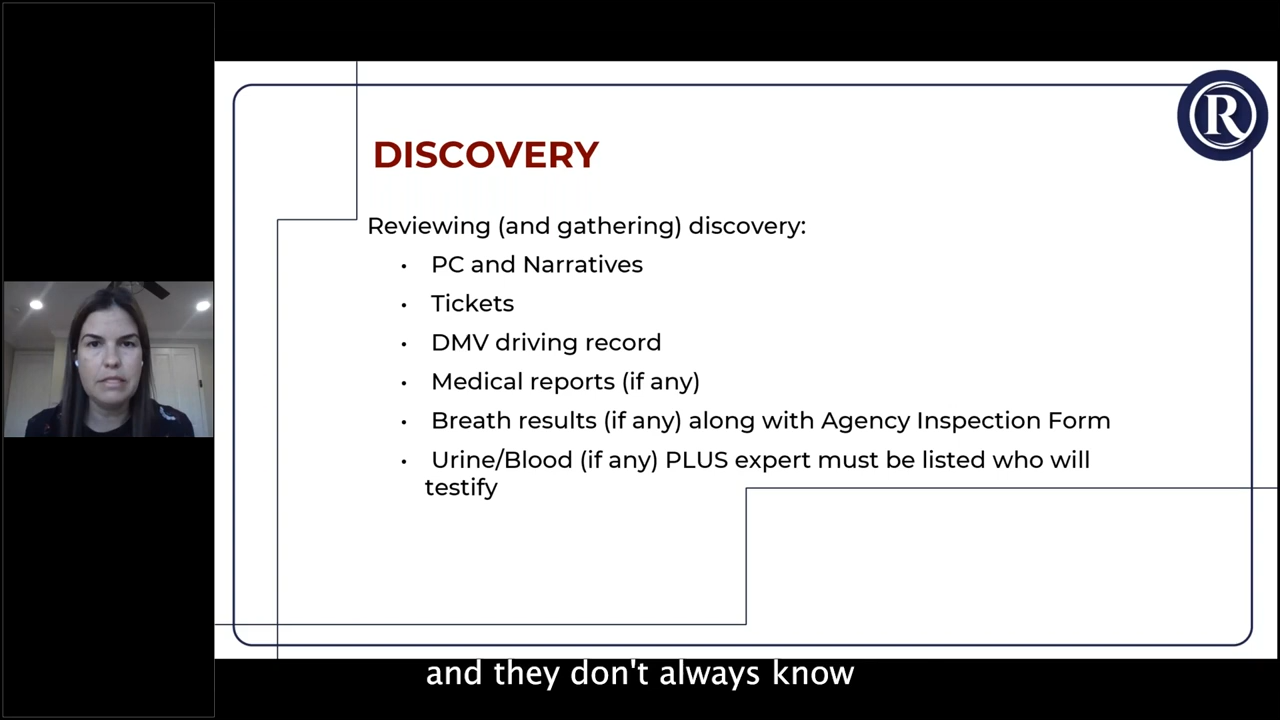 R
DISCOVERY
Reviewing (and gathering) discovery:
• PC and Narratives
• Tickets
• DMV driving record
• Medical reports (if any)
• Breath results (if any) along with Agency Inspection Form
• Urine/Blood (if any) PLUS expert must be listed who will
testify
and they don't always know